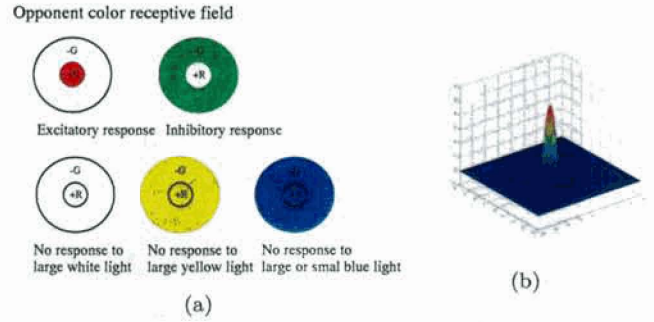 Opponent color receptive field
-G
-G
+R
Excitatory response Inhibitory response
-G
+R
-G
+R
-G
No response to
large white light
No response to
large yellow light
No response to
large or smal blue light
(a)
(b)